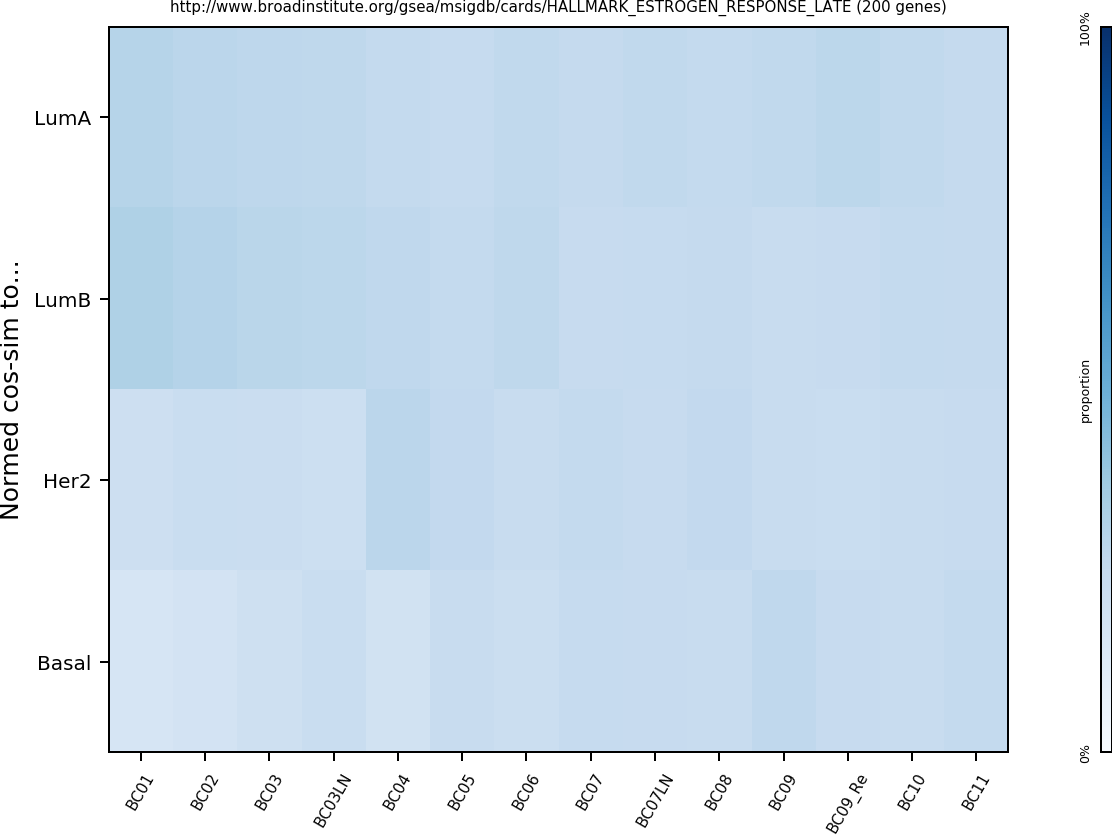 http://www.broadinstitute.org/gsea/msigdb/cards/HALLMARK_ESTROGEN_RESPONSE_LATE (200 genes)
100%
LumA
LumB
Her2
Basal
Normed cos-sim to...
proportion
0%
BC01
BC02
BC03
BC03LN
BC04
BC05
BC06
BC07
BC07LN
BC08
BC09
BC09_Re
BC10
BC11